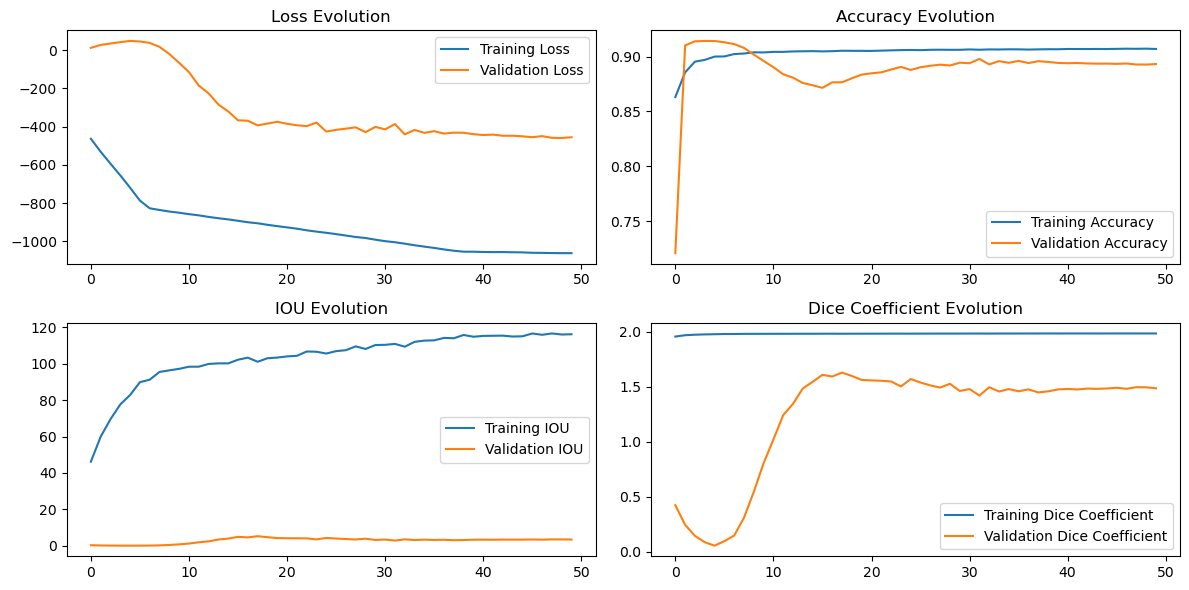 Loss Evolution
0
−200
−400
−600
−800
−1000
0 10 20 30 40 50
Training Loss
Validation Loss
Accuracy Evolution
0.90
0.85
0.80
0.75
0 10 20 30 40 50
Training Accuracy
Validation Accuracy
IOU Evolution
120
100
80
60
40
20
0
0 10 20 30 40 50
Training IOU
Validation IOU
Dice Coefficient Evolution
2.0
1.5
1.0
0.5
0.0
0 10 20 30 40 50
Training Dice Coefficient
Validation Dice Coefficient